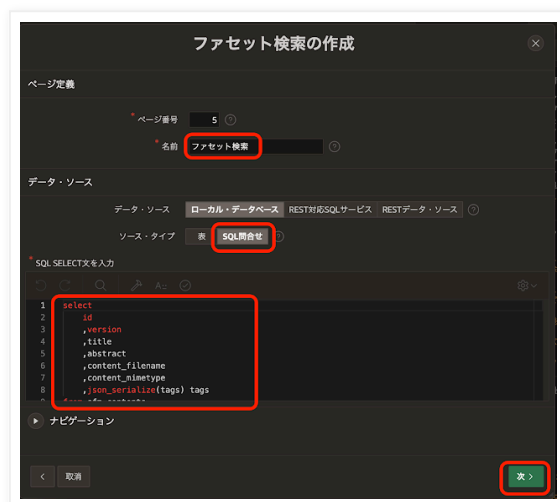 ファセット検索の作成
ページ定義
* ページ番号 5
* 名前 ファセット検索
データ・ソース
データ・ソース ローカル・データベース REST対応SQLサービス RESTデータ・ソース
ソース・タイプ 表 SQL問合せ
* SQL SELECT文を入力
1 select
2 id
3 ,version
4 ,title
5 ,abstract
6 ,content_filename
7 ,content_mimetype
8 ,json_serialize(tags) tags
ナビゲーション
取消
次 >